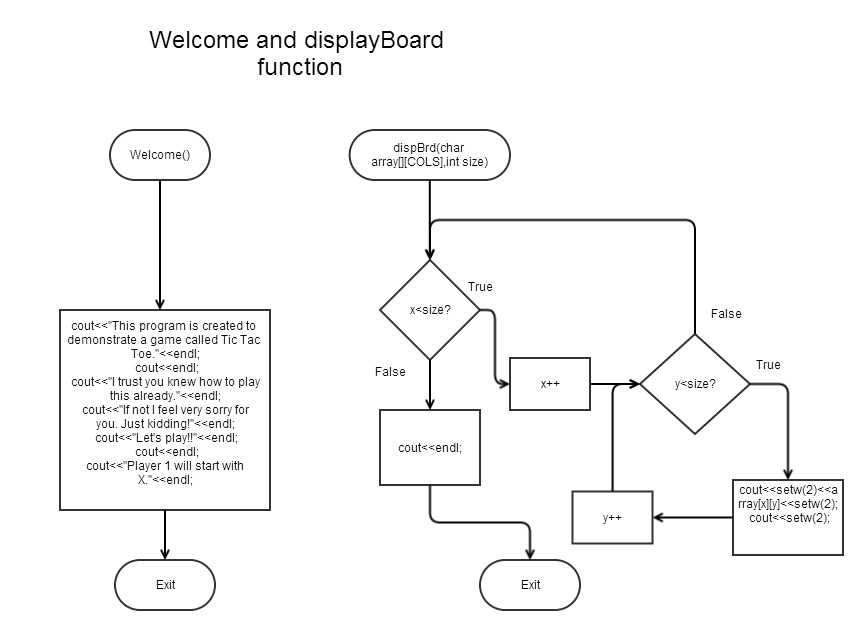 Welcome and displayBoard
function
Welcome()
cout<<"This program is created to
demonstrate a game called Tic Tac
Toe."<<endl;
cout<<endl;
cout<<"I trust you knew how to play
this already."<<endl;
cout<<"If not I feel very sorry for
you. Just kidding!"<<endl;
cout<<"Let's play!!"<<endl;
cout<<endl;
cout<<"Player 1 will start with
X."<<endl;
Exit
dispBrd(char
array[][COLS],int size)
x<size?
True
False
cout<<endl;
Exit
x++
y<size?
False
True
cout<<setw(2)<<a
rray[x][y]<<setw(2);
cout<<setw(2);
y++